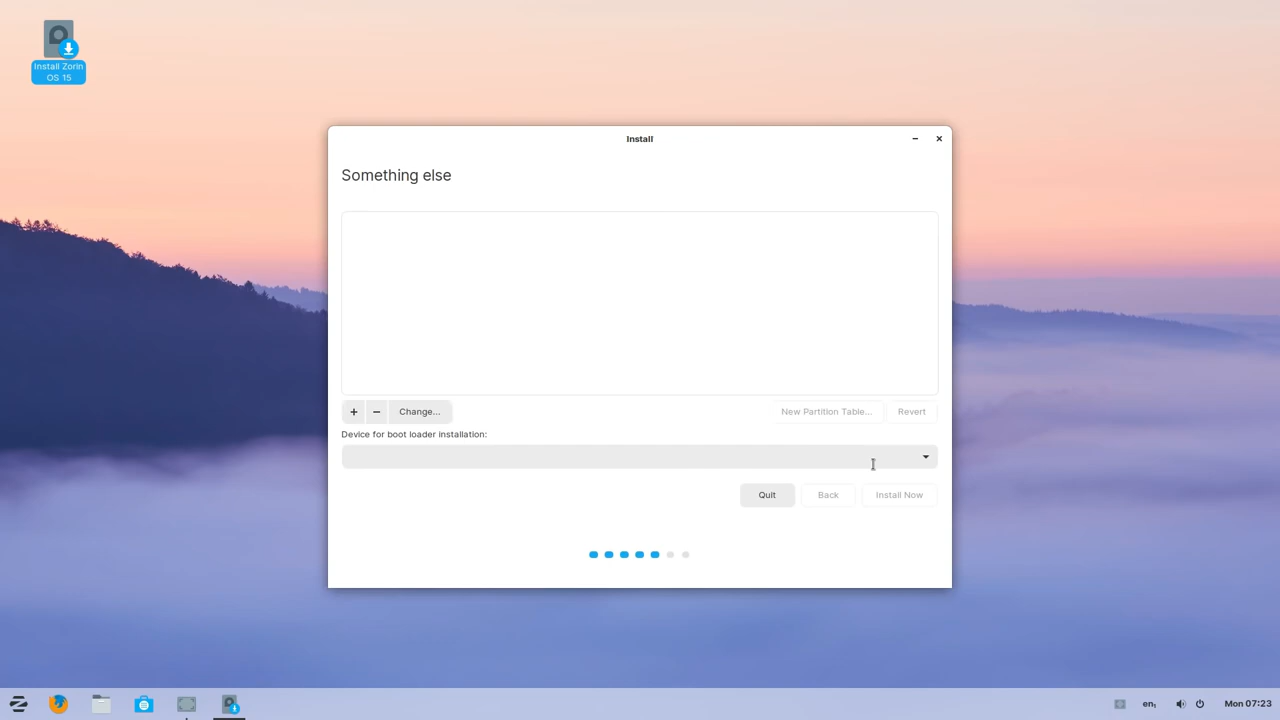 Install Zorin
OS 15
Install
Something else
Change...
New Partition Table...
Revert
Device for boot loader installation:
Quit
Back
Install Now
en₁
Mon 07:23